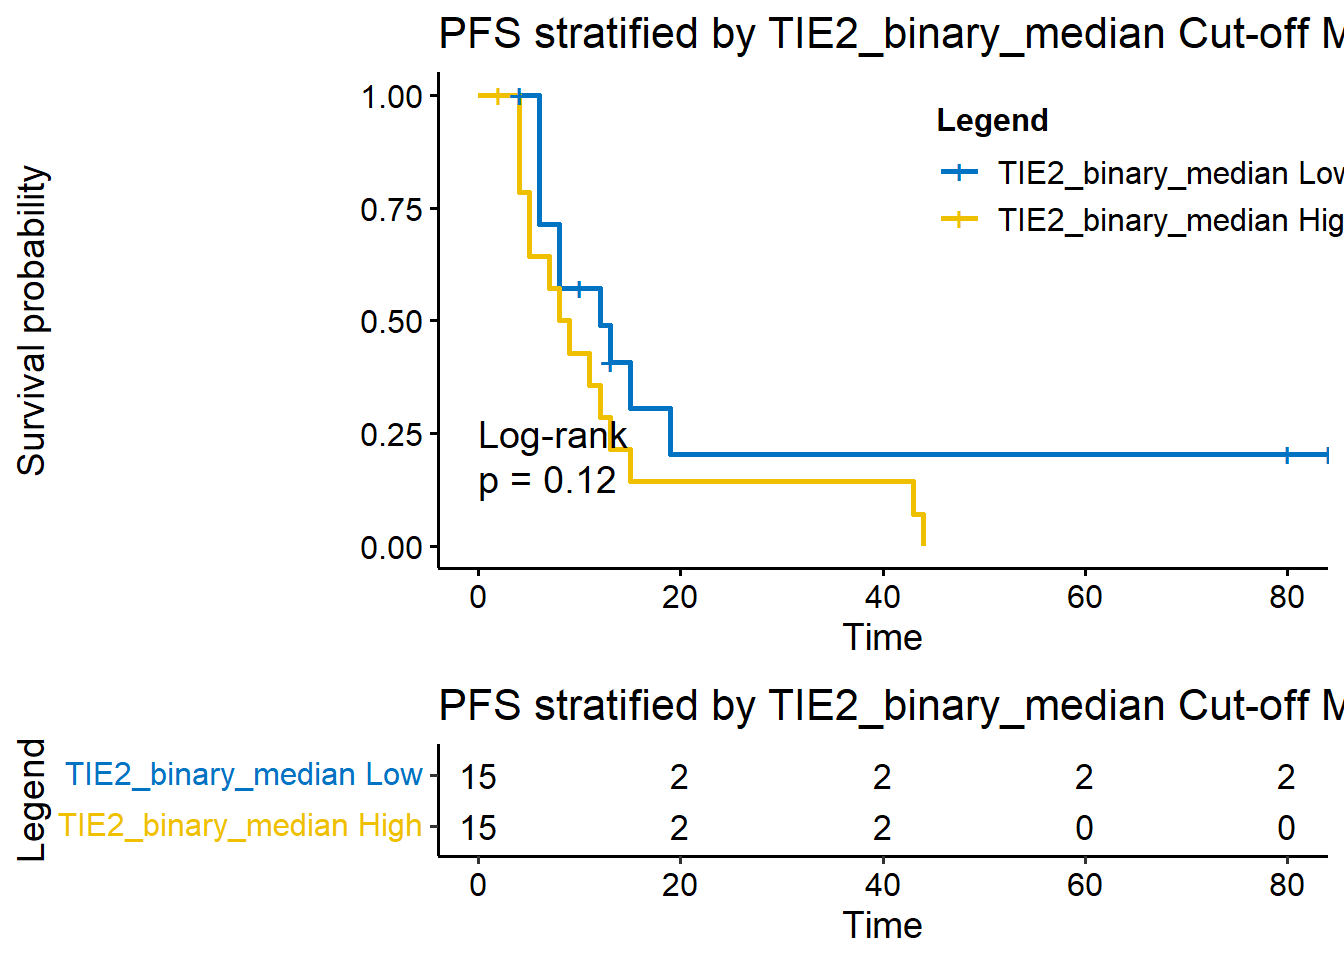 PFS stratified by TIE2_binary_median Cut-off M
Survival probability
1.00
0.75
0.50
0.25
0.00
Legend
TIE2_binary_median Low
TIE2_binary_median Hig
Log-rank
p = 0.12
0 20 40 60 80
Time
PFS stratified by TIE2_binary_median Cut-off M
Legend
TIE2_binary_median Low 15 2 2 2 2
TIE2_binary_median High 15 2 2 0 0
0 20 40 60 80
Time